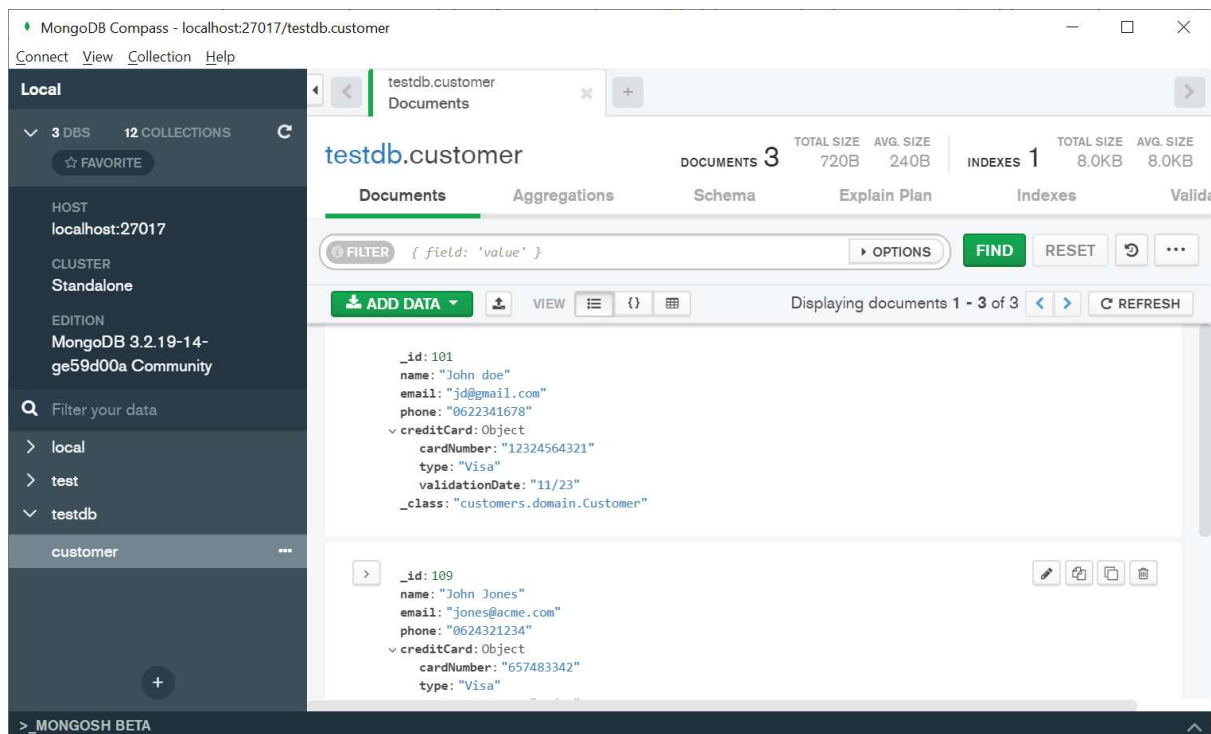 MongoDB Compass - localhost:27017/testdb.customer
Connect View Collection Help
Local
3 DBS 12 COLLECTIONS
FAVORITE
HOST
localhost:27017
CLUSTER
Standalone
EDITION
MongoDB 3.2.19-14-
ge59d00a Community
Filter your data
local
test
testdb
customer
testdb.customer
Documents
testdb.customer
DOCUMENTS 3
TOTAL SIZE AVG. SIZE
720B 240B
INDEXES 1
TOTAL SIZE AVG. SIZE
8.0KB 8.0KB
Documents Aggregations Schema Explain Plan Indexes Valida
FILTER { field: 'value' } OPTIONS FIND RESET
ADD DATA VIEW {} Displaying documents 1 - 3 of 3 REFRESH
_id: 101
name: "John doe"
email: "jd@gmail.com"
phone: "0622341678"
creditCard: Object
cardNumber: "12324564321"
type: "Visa"
validationDate: "11/23"
_class: "customers.domain.Customer"
_id: 109
name: "John Jones"
email: "jones@acme.com"
phone: "0624321234"
creditCard: Object
cardNumber: "657483342"
type: "Visa"
>_MONGOSH BETA